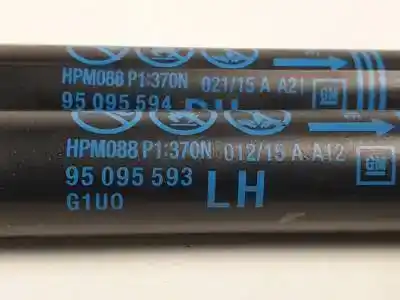 HPM088 P1:370N 021/15 A A21
GM
95 095 594 RH
HPM088 P1:370N 012/15 A A12
GM
95 095 593 LH
G1U0